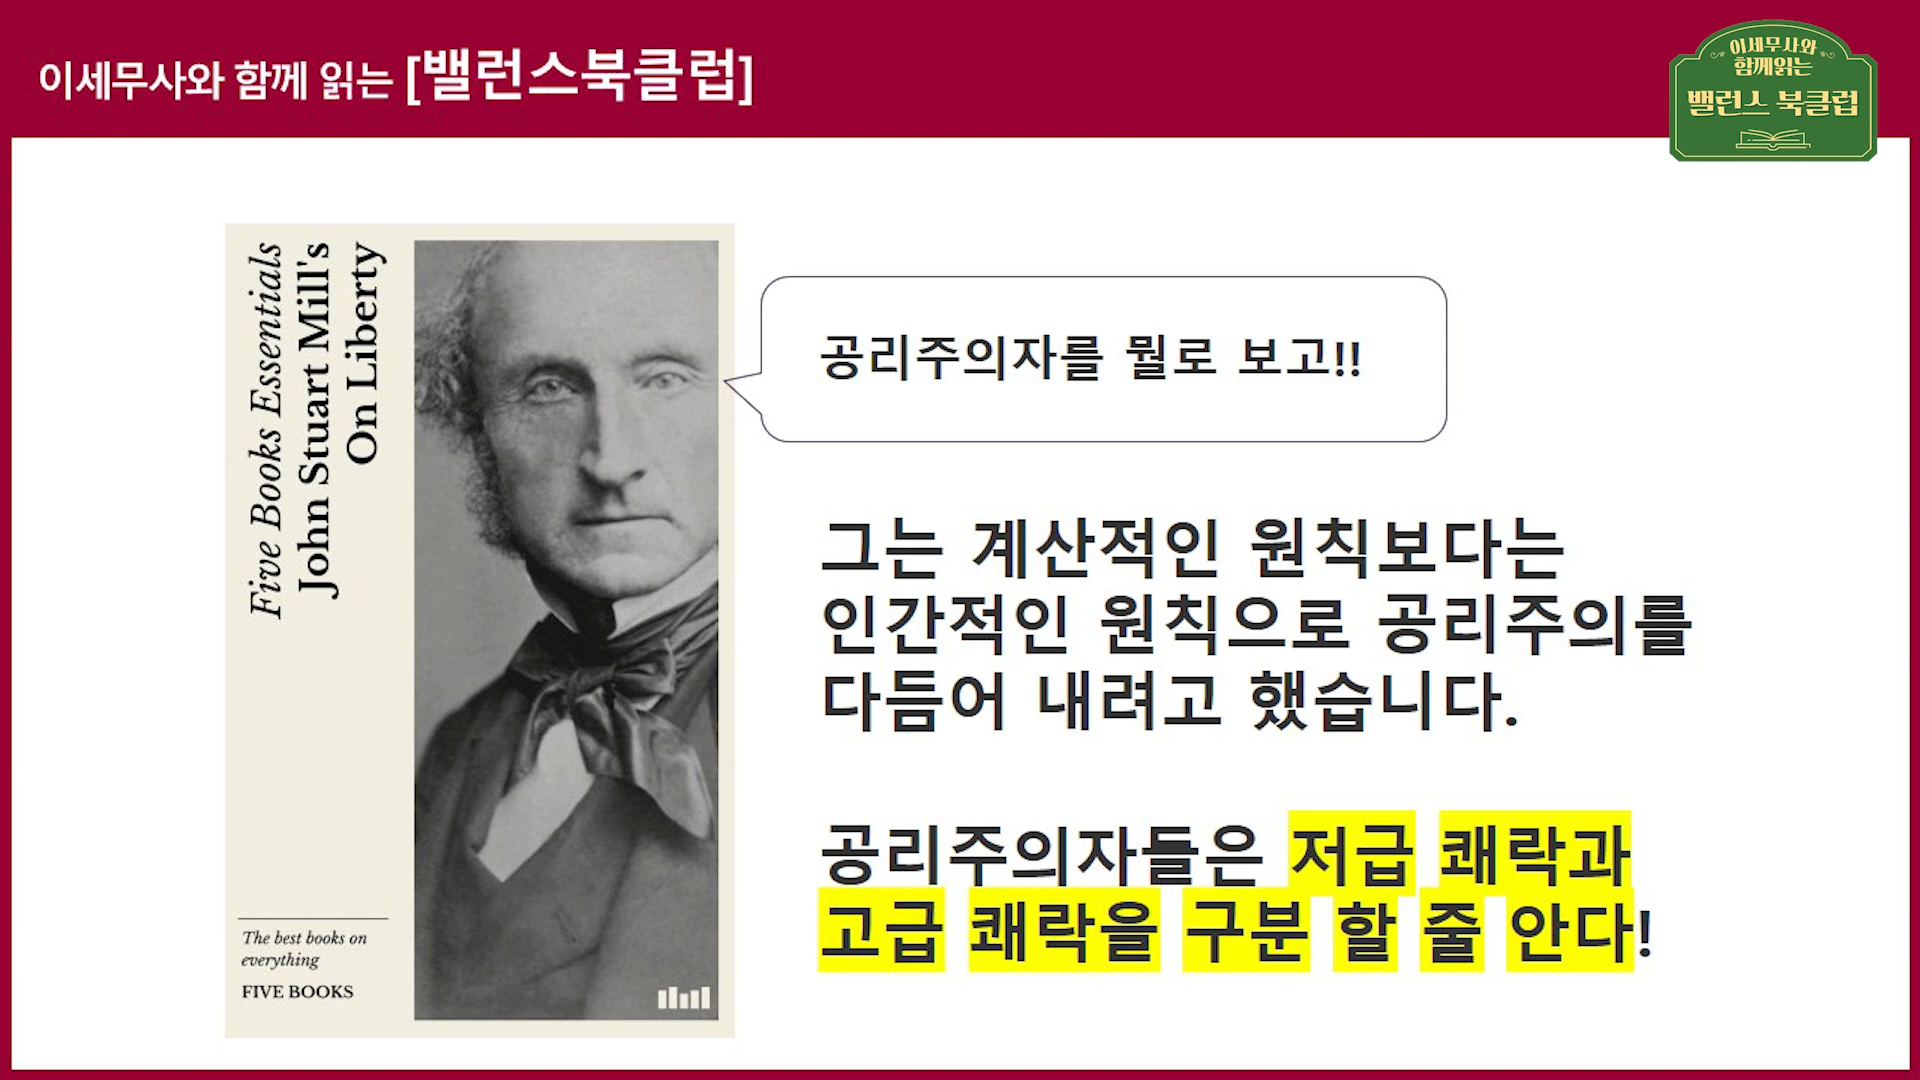 이세무사와 함께 읽는 [밸런스북클럽]
이세무사와
함께읽는
밸런스 북클럽
Five Books Essentials
John Stuart Mill's
On Liberty
The best books on
everything
FIVE BOOKS
공리주의자를 뭘로 보고!!
그는 계산적인 원칙보다는
인간적인 원칙으로 공리주의를
다듬어 내려고 했습니다.
공리주의자들은 저급 쾌락과
고급 쾌락을 구분 할 줄 안다!